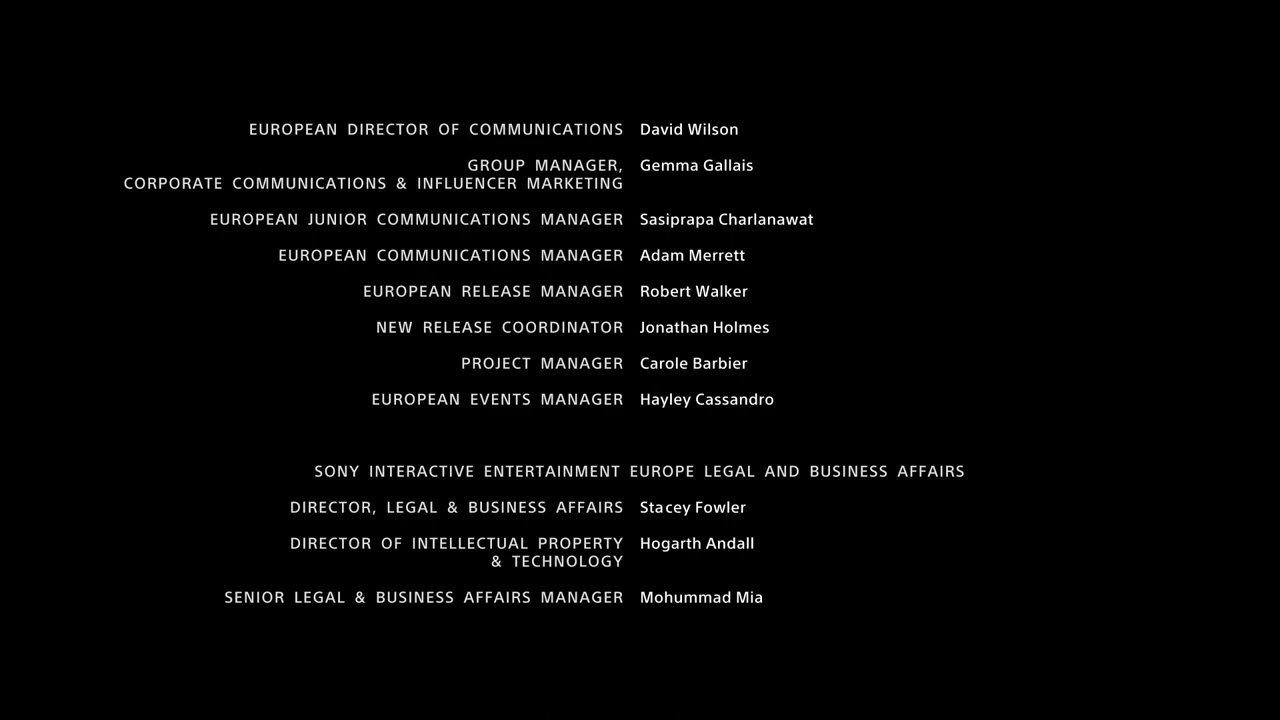 EUROPEAN DIRECTOR OF COMMUNICATIONS David Wilson
GROUP MANAGER, Gemma Gallais
CORPORATE COMMUNICATIONS & INFLUENCER MARKETING
EUROPEAN JUNIOR COMMUNICATIONS MANAGER Sasiprapa Charlanawat
EUROPEAN COMMUNICATIONS MANAGER Adam Merrett
EUROPEAN RELEASE MANAGER Robert Walker
NEW RELEASE COORDINATOR Jonathan Holmes
PROJECT MANAGER Carole Barbier
EUROPEAN EVENTS MANAGER Hayley Cassandro
SONY INTERACTIVE ENTERTAINMENT EUROPE LEGAL AND BUSINESS AFFAIRS
DIRECTOR, LEGAL & BUSINESS AFFAIRS Stacey Fowler
DIRECTOR OF INTELLECTUAL PROPERTY Hogarth Andall
& TECHNOLOGY
SENIOR LEGAL & BUSINESS AFFAIRS MANAGER Mohummad Mia